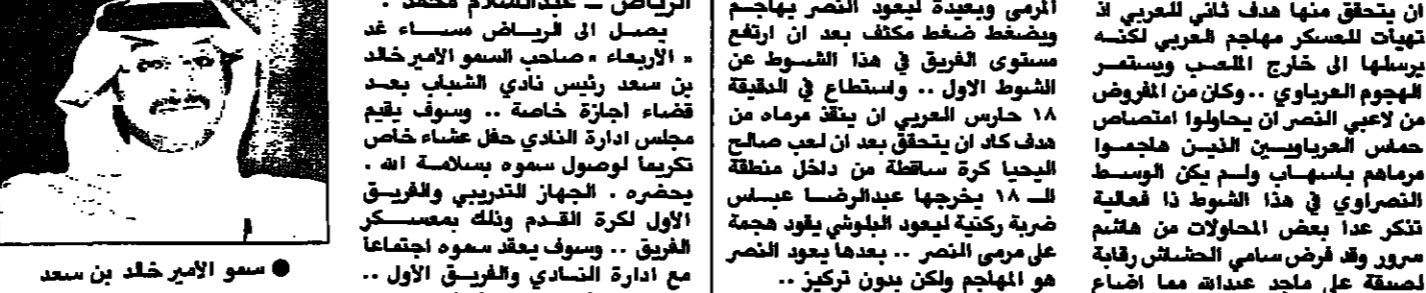 ان يتحقق منها هدف ثاني للعربي اذ
تهيأت للعسكر مهاجم العربي لكنه
يرسلها الى خارج الملعب ويستمر
الهجوم العرباوي .. وكان من المفروض
من لاعبي النصر ان يحاولوا امتصاص
حماس العرباويين الذين هاجموا
مرماهم باسهاب ولم يكن الوسط
النصراوي في هذا الشوط ذا فعالية
تذكر عدا بعض المحاولات من هاشم
سرور وقد فرض سامي الحشاش رقابة
لصيقة على ماجد عبدالله مما اضاع
المرمى وبعيدة ليعود النصر يهاجم
ويضغط ضغط مكثف بعد ان ارتفع
مستوى الفريق في هذا الشوط عن
الشوط الاول .. واستطاع في الدقيقة
١٨ حارس العربي ان ينقذ مرماه من
هدف كاد ان يتحقق بعد ان لعب صالح
اليحيا كرة ساقطة من داخل منطقة
الـ ١٨ يخرجها عبدالرضا عباس
ضربة ركنية ليعود البلوشي يقود هجمة
على مرمى النصر .. بعدها يعود النصر
هو المهاجم ولكن بدون تركيز ..
الرياض ـ عبدالسلام محمد .
يصل الى الرياض مساء غد
« الاربعاء » صاحب السمو الامير خالد
بن سعد رئيس نادي الشباب بعد
قضاء اجازة خاصة .. وسوف يقيم
مجلس ادارة النادي حفل عشاء خاص
تكريما لوصول سموه بسلامة الله .
يحضره . الجهاز التدريبي والفريق
الأول لكرة القدم وذلك بمعسكر
الفريق .. وسوف يعقد سموه اجتماعا
مع ادارة النادي والفريق الاول ..
● سمو الامير خالد بن سعد